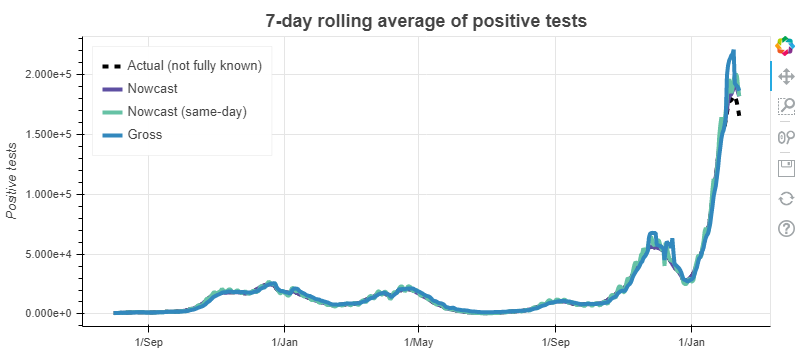 7-day rolling average of positive tests
Actual (not fully known)
Nowcast
Nowcast (same-day)
Gross
Positive tests
2.000e+5
1.500e+5
1.000e+5
5.000e+4
0.000e+0
1/Sep
1/Jan
1/May
1/Sep
1/Jan